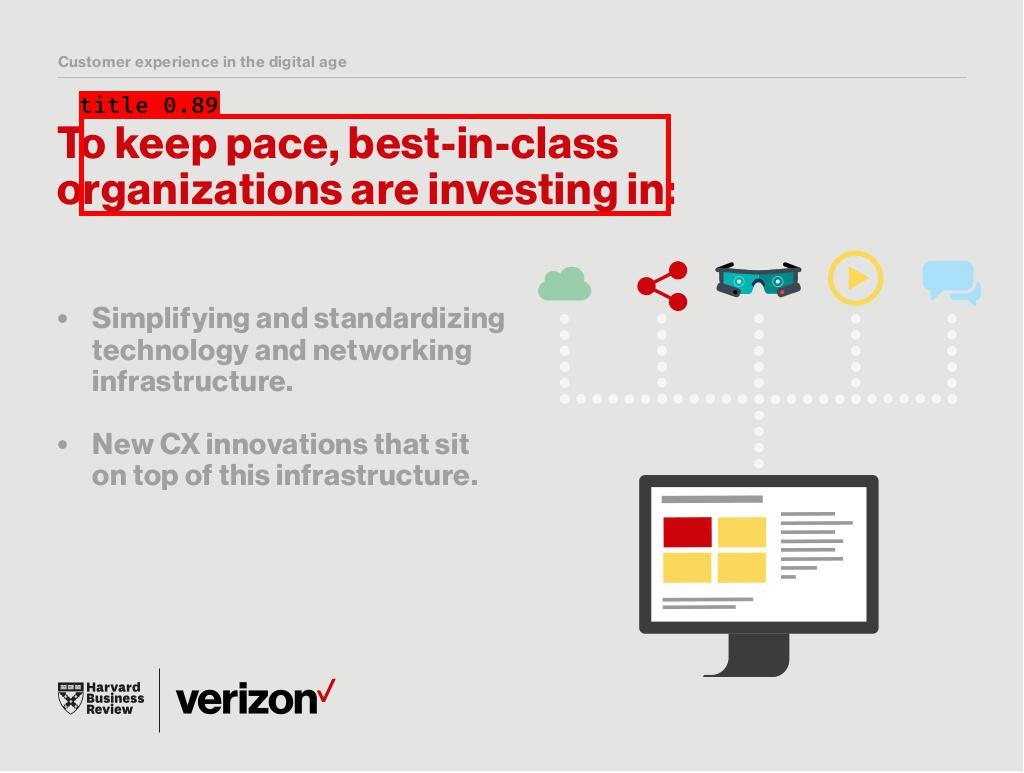 Customer experience in the digital age
title 0.89
To keep pace, best-in-class
organizations are investing in:
• Simplifying and standardizing
technology and networking
infrastructure.
• New CX innovations that sit
on top of this infrastructure.
Harvard
Business
Review
verizon✓